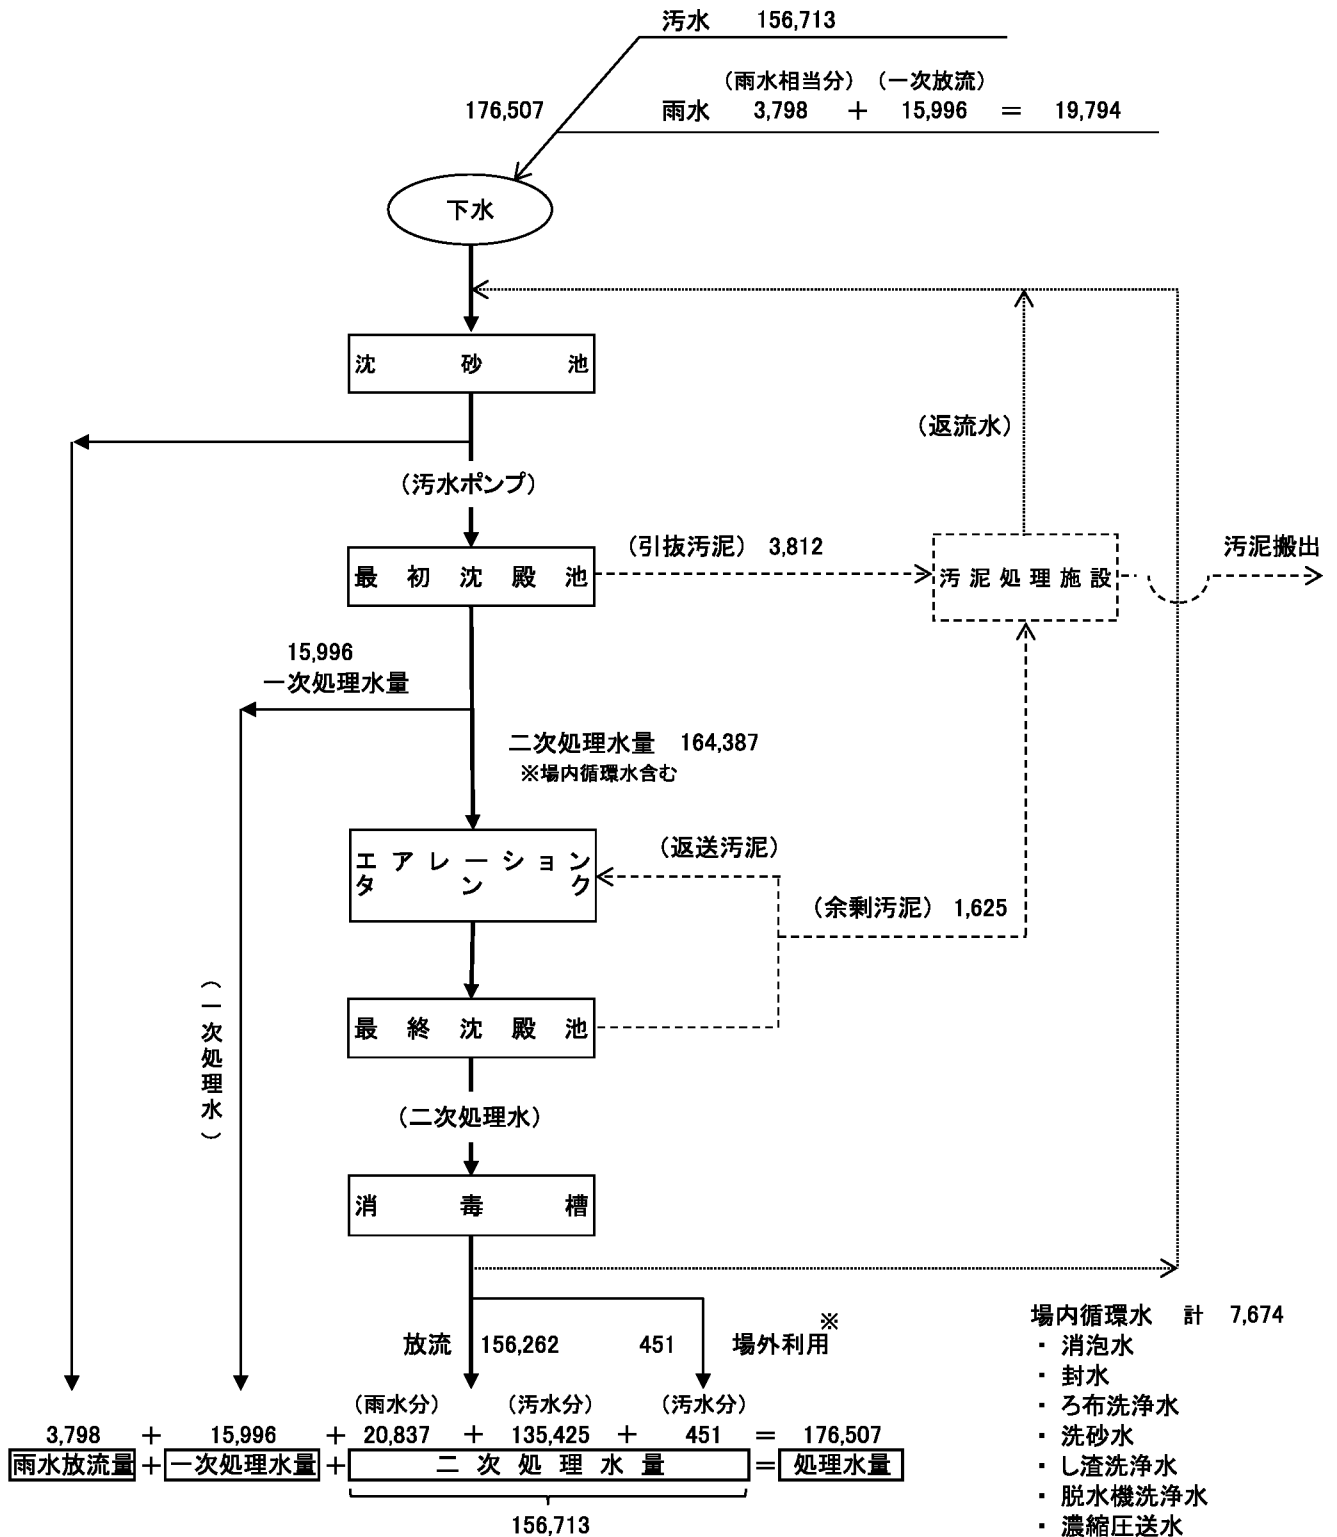 汚水 156,713
(雨水相当分) (一次放流)
176,507 雨水 3,798 + 15,996 = 19,794
下水
沈砂池
(返流水)
(汚水ポンプ)
(引抜汚泥) 3,812
汚泥搬出
最初沈殿池
汚泥処理施設
15,996
一次処理水量
二次処理水量 164,387
※場内循環水含む
(返送汚泥)
エアレーション
タンク
(余剰汚泥) 1,625
(一次処理水)
最終沈殿池
(二次処理水)
消毒槽
場内循環水 計 7,674
・ 消泡水
・ 封水
・ ろ布洗浄水
・ 洗砂水
・ し渣洗浄水
・ 脱水機洗浄水
・ 濃縮圧送水
放流 156,262 451 場外利用※
(雨水分) (汚水分) (汚水分)
3,798 + 15,996 + 20,837 + 135,425 + 451 = 176,507
雨水放流量 + 一次処理水量 + 二次処理水量 = 処理水量
156,713